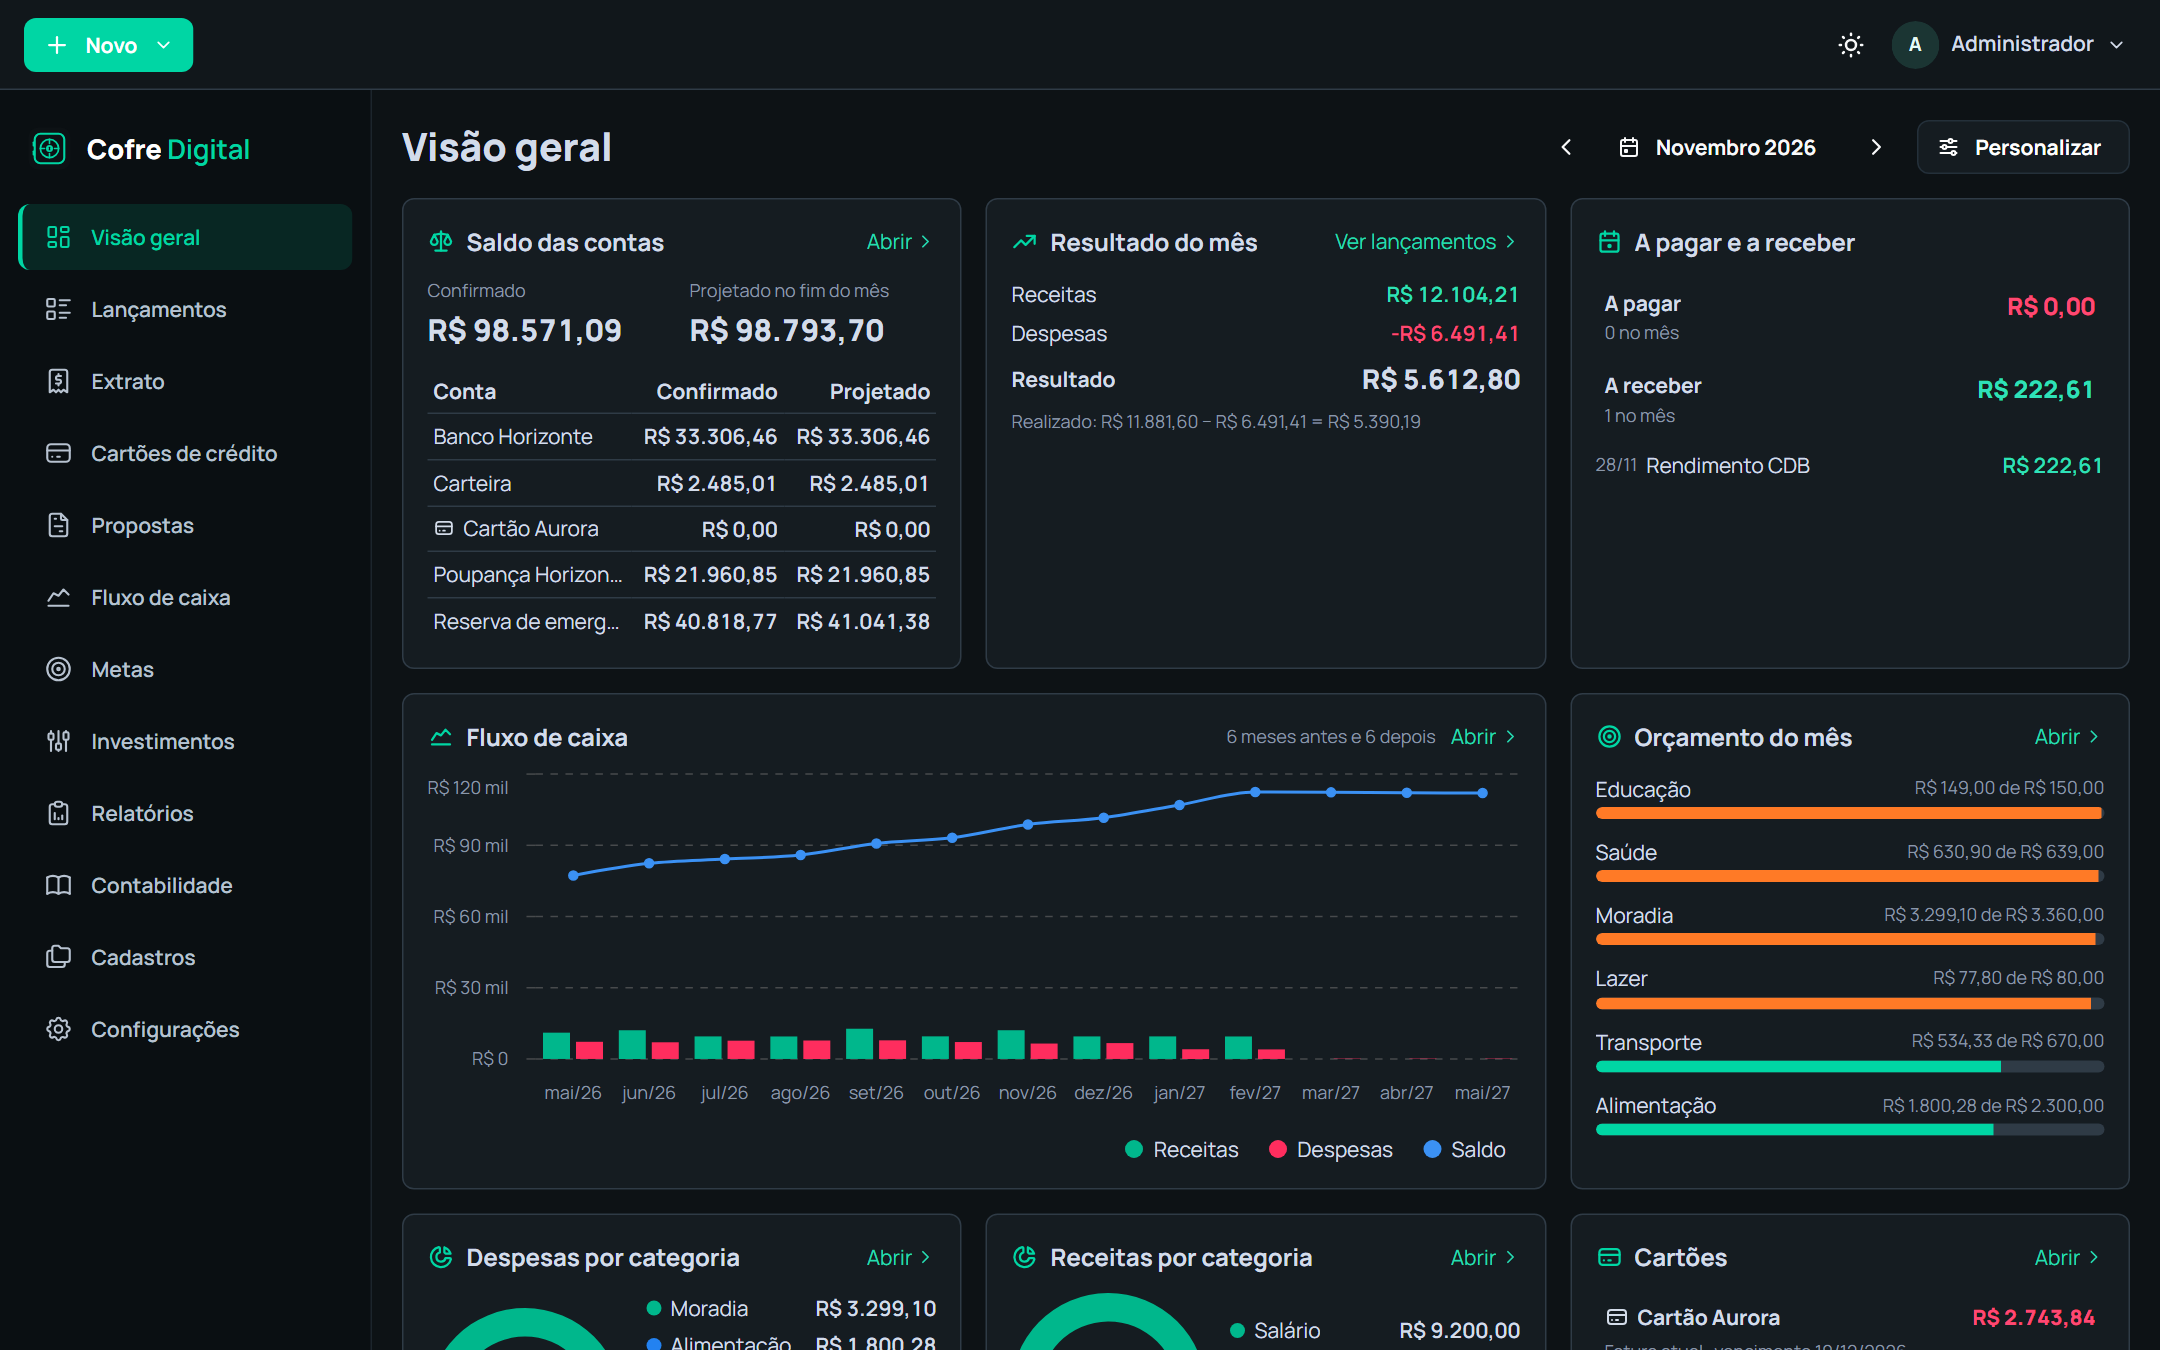 Novo
A Administrador
Cofre Digital
Visão geral
Lançamentos
Extrato
Cartões de crédito
Propostas
Fluxo de caixa
Metas
Investimentos
Relatórios
Contabilidade
Cadastros
Configurações
Visão geral
Novembro 2026
Personalizar
Saldo das contas Abrir
Confirmado Projetado no fim do mês
R$ 98.571,09 R$ 98.793,70
Conta Confirmado Projetado
Banco Horizonte R$ 33.306,46 R$ 33.306,46
Carteira R$ 2.485,01 R$ 2.485,01
Cartão Aurora R$ 0,00 R$ 0,00
Poupança Horizon... R$ 21.960,85 R$ 21.960,85
Reserva de emerg... R$ 40.818,77 R$ 41.041,38
Resultado do mês Ver lançamentos
Receitas R$ 12.104,21
Despesas -R$ 6.491,41
Resultado R$ 5.612,80
Realizado: R$ 11.881,60 − R$ 6.491,41 = R$ 5.390,19
A pagar e a receber
A pagar R$ 0,00
0 no mês
A receber R$ 222,61
1 no mês
28/11 Rendimento CDB R$ 222,61
Fluxo de caixa 6 meses antes e 6 depois Abrir
R$ 120 mil
R$ 90 mil
R$ 60 mil
R$ 30 mil
R$ 0
mai/26 jun/26 jul/26 ago/26 set/26 out/26 nov/26 dez/26 jan/27 fev/27 mar/27 abr/27 mai/27
Receitas Despesas Saldo
Orçamento do mês Abrir
Educação R$ 149,00 de R$ 150,00
Saúde R$ 630,90 de R$ 639,00
Moradia R$ 3.299,10 de R$ 3.360,00
Lazer R$ 77,80 de R$ 80,00
Transporte R$ 534,33 de R$ 670,00
Alimentação R$ 1.800,28 de R$ 2.300,00
Despesas por categoria Abrir
Moradia R$ 3.299,10
Alimentação R$ 1.800,28
Receitas por categoria Abrir
Salário R$ 9.200,00
Cartões Abrir
Cartão Aurora R$ 2.743,84